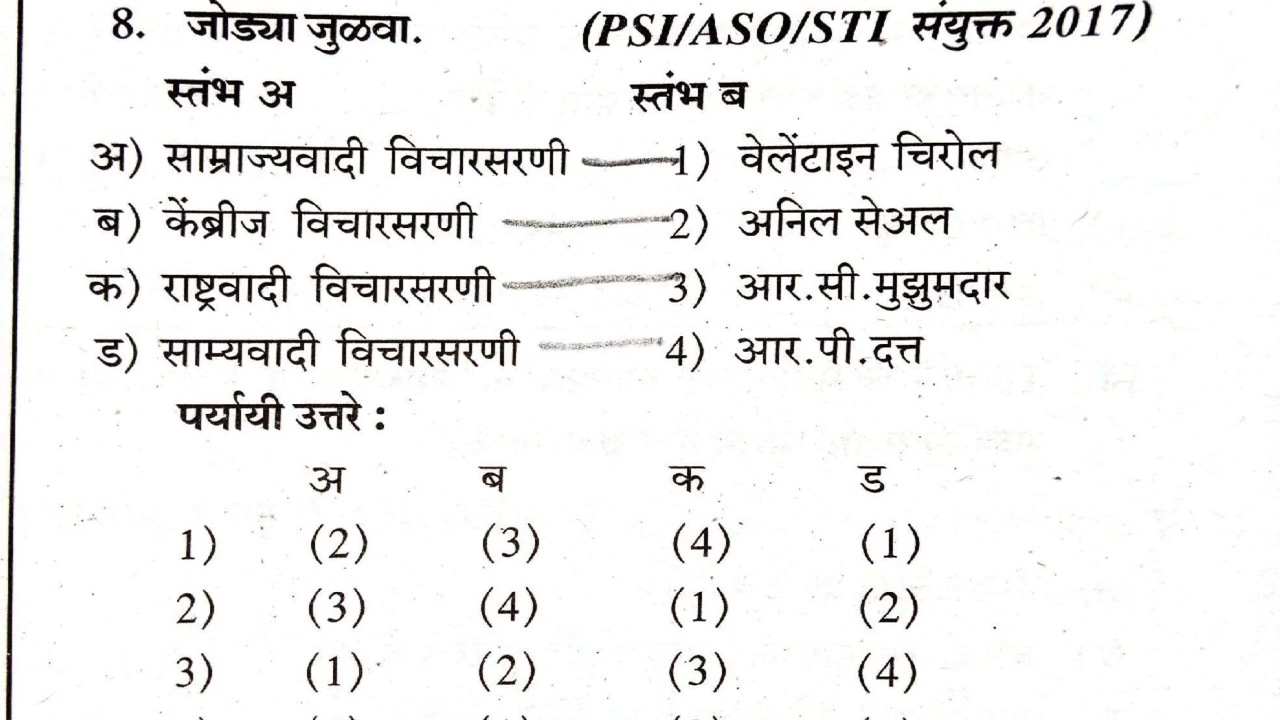 8. जोड्या जुळवा. (PSI/ASO/STI संयुक्त 2017)
स्तंभ अ स्तंभ ब
अ) साम्राज्यवादी विचारसरणी 1) वेलेंटाइन चिरोल
ब) केंब्रीज विचारसरणी 2) अनिल सेअल
क) राष्ट्रवादी विचारसरणी 3) आर.सी.मुझुमदार
ड) साम्यवादी विचारसरणी 4) आर.पी.दत्त
पर्यायी उत्तरे :
अ ब क ड
1) (2) (3) (4) (1)
2) (3) (4) (1) (2)
3) (1) (2) (3) (4)